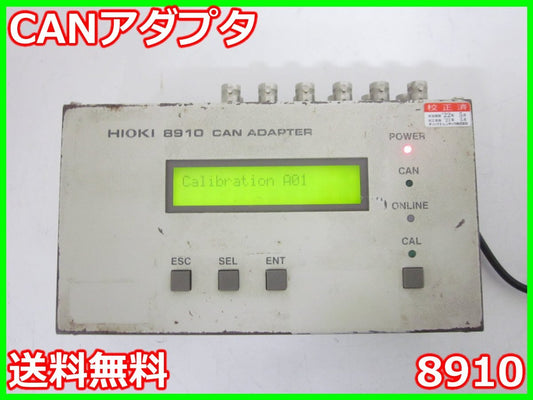 CANアダプタ
校正済
HIOKI 8910 CAN ADAPTER
POWER
Calibration A01
CAN
ONLINE
CAL
ESC SEL ENT
送料無料
8910